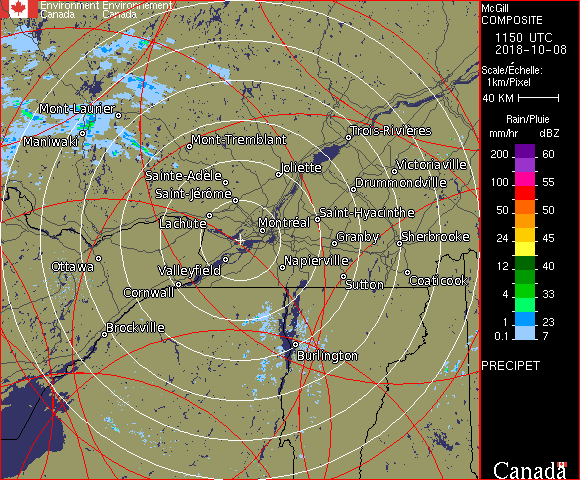 Environment Environnement
Canada Canada
McGill
COMPOSITE
1150 UTC
2018-10-08
Scale/Échelle:
1km/Pixel
40 KM
Rain/Pluie
mm/hr dBZ
200 60
150 57
100 55
50 50
24 45
12 40
4 33
1 23
0.1 7
PRECIPET
Canada
Mont-Laurier
Maniwaki
Mont-Tremblant
Trois-Rivières
Joliette
Victoriaville
Sainte-Adèle
Drummondville
Saint-Jérôme
Saint-Hyacinthe
Lachute
Montréal
Granby
Sherbrooke
Ottawa
Valleyfield
Napierville
Cornwall
Sutton
Coaticook
Brockville
Burlington